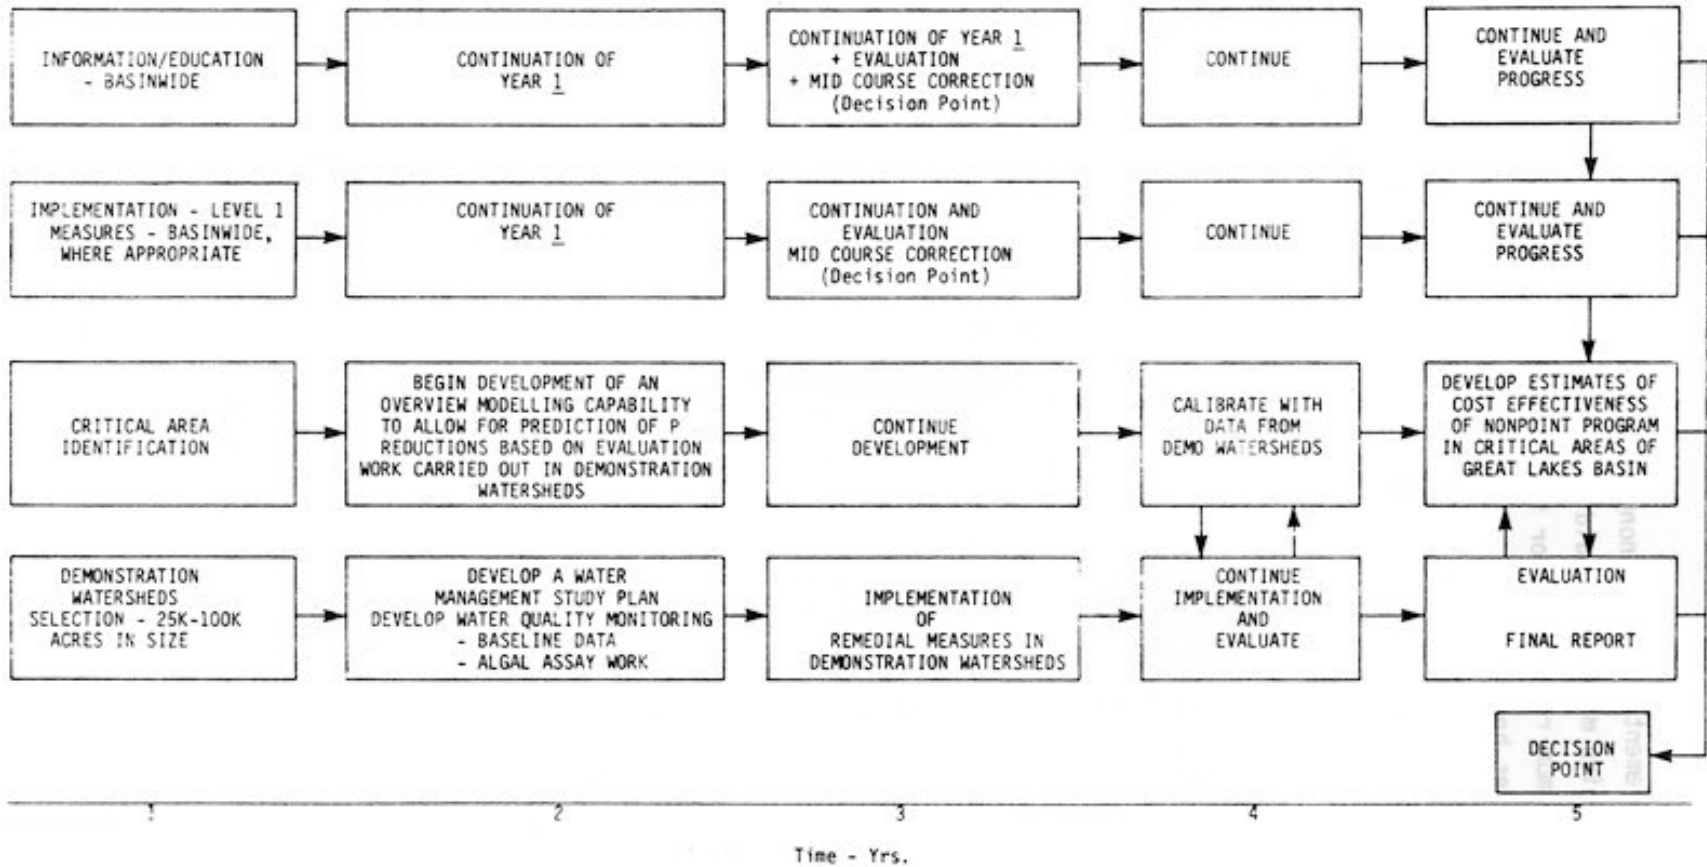 INFORMATION/EDUCATION
- BASINWIDE
CONTINUATION OF
YEAR 1
CONTINUATION OF YEAR 1
+ EVALUATION
+ MID COURSE CORRECTION
(Decision Point)
CONTINUE
CONTINUE AND
EVALUATE
PROGRESS
IMPLEMENTATION - LEVEL 1
MEASURES - BASINWIDE,
WHERE APPROPRIATE
CONTINUATION OF
YEAR 1
CONTINUATION AND
EVALUATION
MID COURSE CORRECTION
(Decision Point)
CONTINUE
CONTINUE AND
EVALUATE
PROGRESS
CRITICAL AREA
IDENTIFICATION
BEGIN DEVELOPMENT OF AN
OVERVIEW MODELLING CAPABILITY
TO ALLOW FOR PREDICTION OF P
REDUCTIONS BASED ON EVALUATION
WORK CARRIED OUT IN DEMONSTRATION
WATERSHEDS
CONTINUE
DEVELOPMENT
CALIBRATE WITH
DATA FROM
DEMO WATERSHEDS
DEVELOP ESTIMATES OF
COST EFFECTIVENESS
OF NONPOINT PROGRAM
IN CRITICAL AREAS OF
GREAT LAKES BASIN
DEMONSTRATION
WATERSHEDS
SELECTION - 25K-100K
ACRES IN SIZE
DEVELOP A WATER
MANAGEMENT STUDY PLAN
DEVELOP WATER QUALITY MONITORING
- BASELINE DATA
- ALGAL ASSAY WORK
IMPLEMENTATION
OF
REMEDIAL MEASURES IN
DEMONSTRATION WATERSHEDS
CONTINUE
IMPLEMENTATION
AND
EVALUATE
EVALUATION
FINAL REPORT
DECISION
POINT
1 2 3 4 5
Time - Yrs.